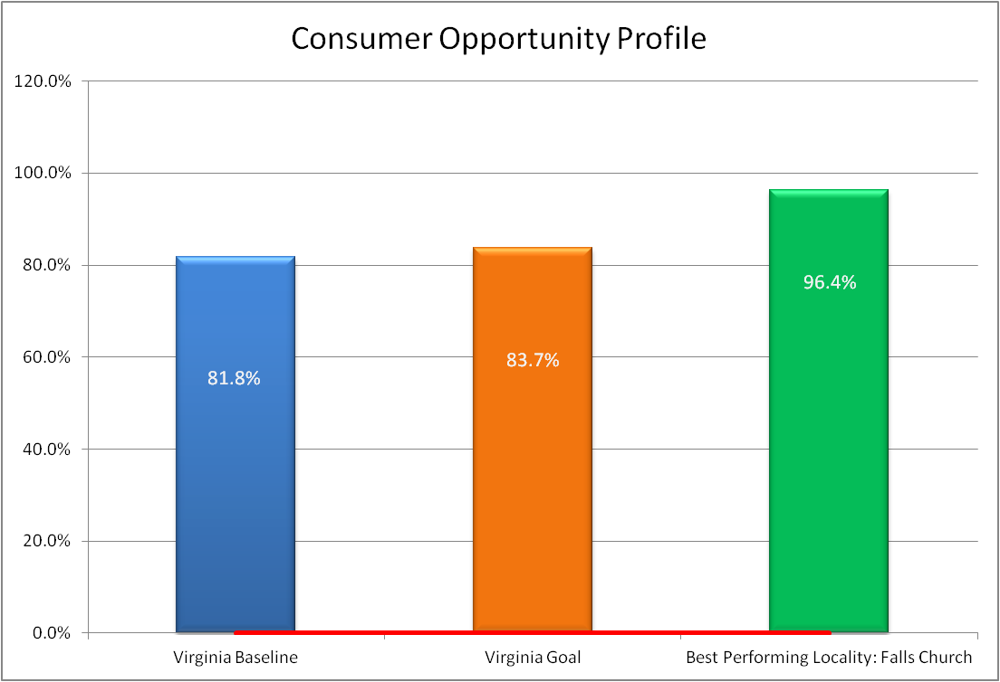 Consumer Opportunity Profile
120.0%
100.0%
80.0%
60.0%
40.0%
20.0%
0.0%
96.4%
83.7%
81.8%
Virginia Baseline
Virginia Goal
Best Performing Locality: Falls Church